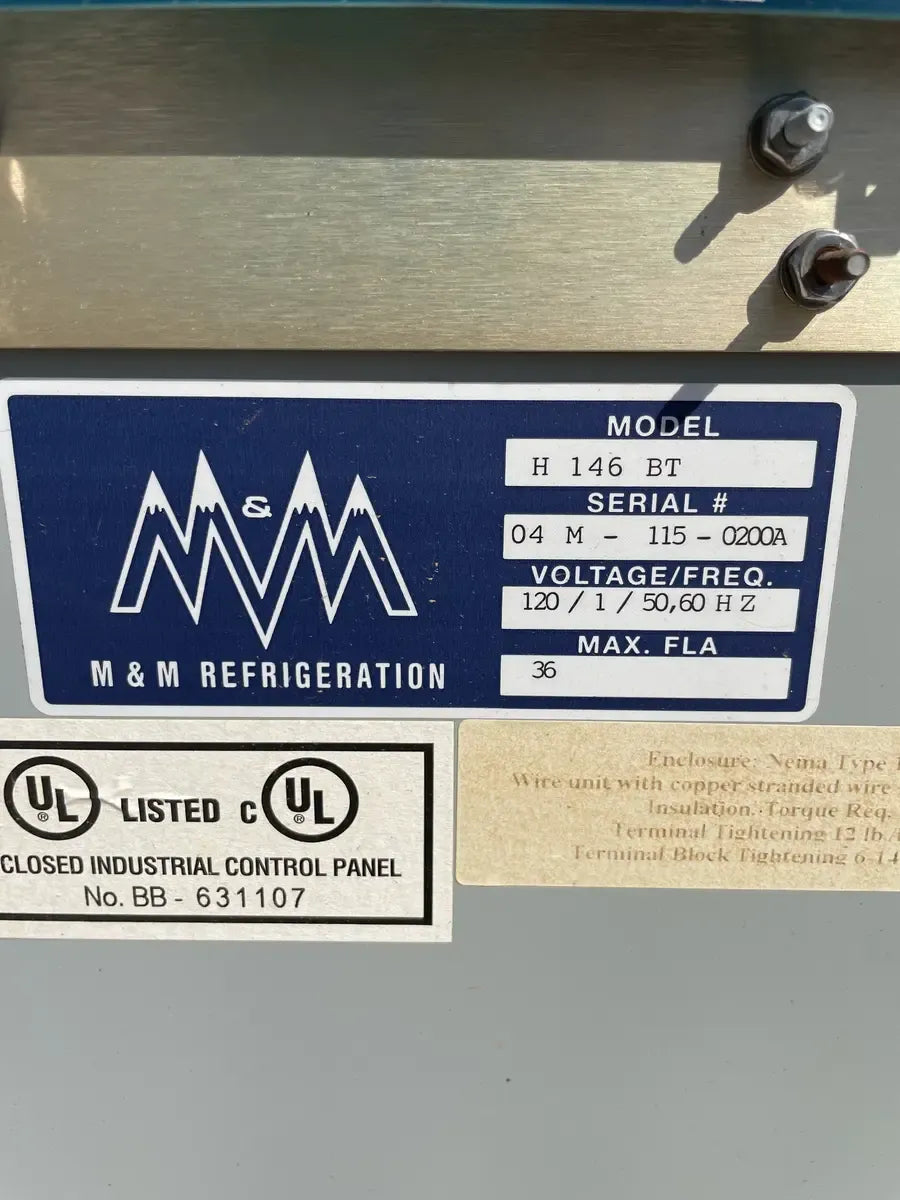 MODEL
H 146 BT
SERIAL #
04 M - 115 - 0200A
VOLTAGE/FREQ.
120 / 1 / 50,60 HZ
MAX. FLA
36
M & M
M & M REFRIGERATION
UL ® LISTED C UL ®
CLOSED INDUSTRIAL CONTROL PANEL
No. BB - 631107
Enclosure: Nema Type
Wire unit with copper stranded wire
Insulation. Torque Req.
Terminal Tightening 12 lb.
Terminal Block Tightening 6-14